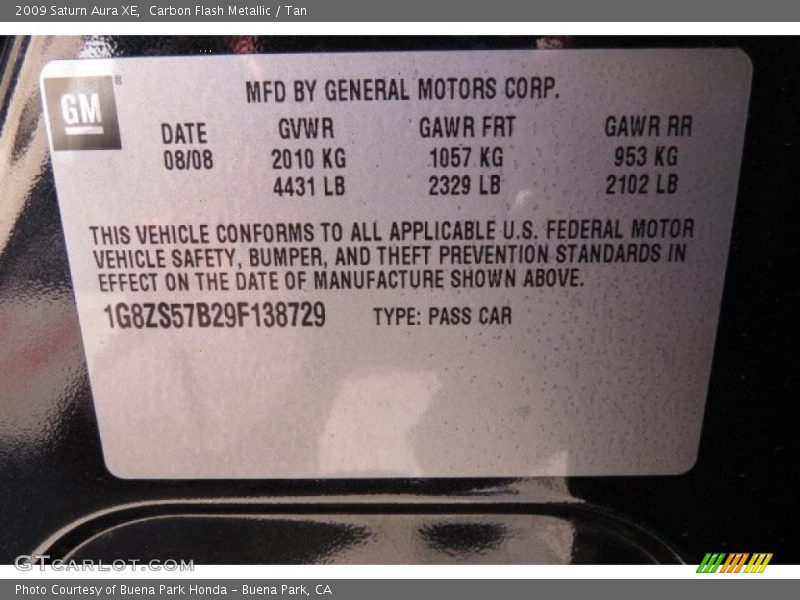 2009 Saturn Aura XE,  Carbon Flash Metallic / Tan
GM®
MFD BY GENERAL MOTORS CORP.
DATE GVWR GAWR FRT GAWR RR
08/08 2010 KG 1057 KG 953 KG
4431 LB 2329 LB 2102 LB
THIS VEHICLE CONFORMS TO ALL APPLICABLE U.S. FEDERAL MOTOR
VEHICLE SAFETY, BUMPER, AND THEFT PREVENTION STANDARDS IN
EFFECT ON THE DATE OF MANUFACTURE SHOWN ABOVE.
1G8ZS57B29F138729 TYPE: PASS CAR
GTCARLOT.COM
Photo Courtesy of Buena Park Honda - Buena Park, CA